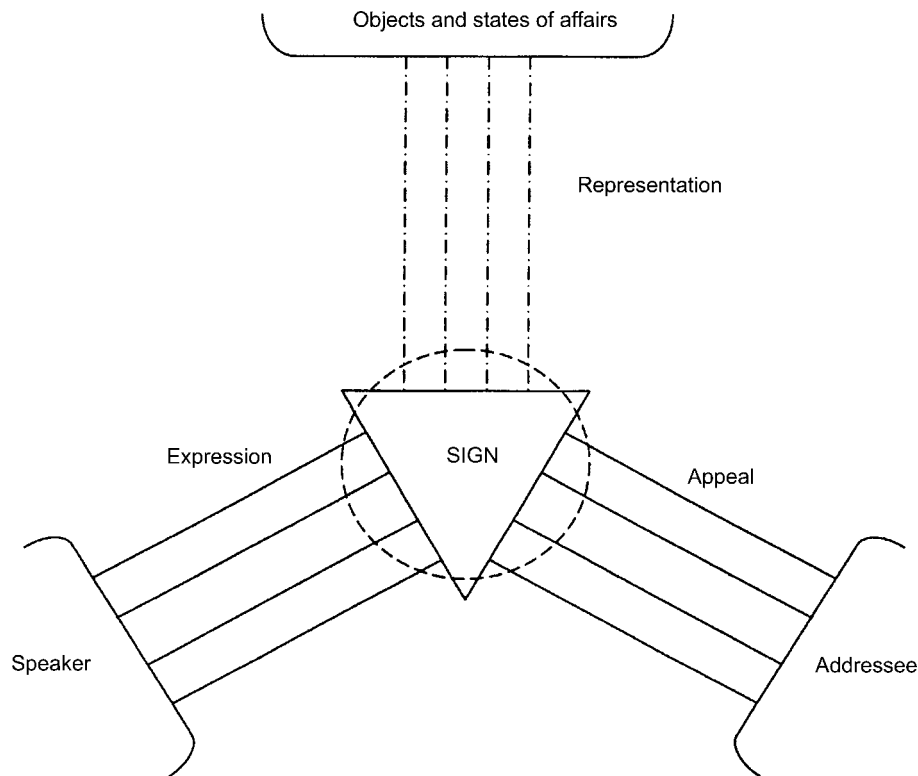 Objects and states of affairs
Representation
Expression
SIGN
Appeal
Speaker
Addressee